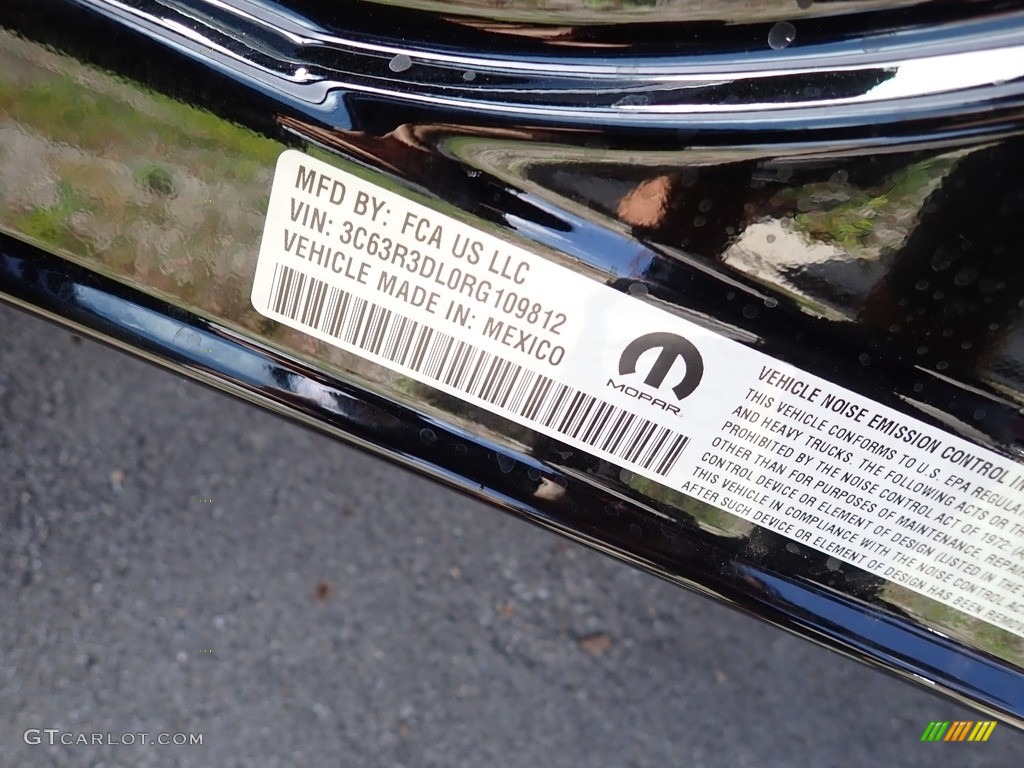 MFD BY: FCA US LLC
VIN: 3C63R3DL0RG109812
VEHICLE MADE IN: MEXICO
MOPAR
VEHICLE NOISE EMISSION CONTROL
THIS VEHICLE CONFORMS TO U.S. EPA
AND HEAVY TRUCKS. THE FOLLOWING ACTS OR
PROHIBITED BY THE NOISE CONTROL ACT OF 1972.
OTHER THAN FOR PURPOSES OF MAINTENANCE, REPAIR
CONTROL DEVICE OR ELEMENT OF DESIGN (LISTED IN THE
THIS VEHICLE IN COMPLIANCE WITH THE NOISE CONTROL
AFTER SUCH DEVICE OR ELEMENT OF DESIGN HAS BEEN
GTCARLOT.COM